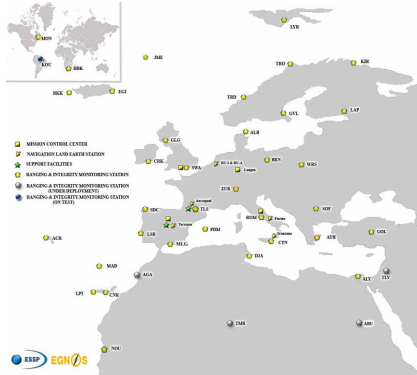 LYR
MON
KOU
HBK
JME
TRO
KIR
RKK
EGI
TRD
GVL
LAP
ALB
GLG
MISSION CONTROL CENTER
NAVIGATION LAND EARTH STATION
SUPPORT FACILITIES
RANGING & INTEGRITY MONITORING STATION
RANGING & INTEGRITY MONITORING STATION
(UNDER DEPLOYMENT)
RANGING & INTEGRITY MONITORING STATION
(ON TEST)
CRK
SWA
Langen
BRN
WRS
ZUR
Aussaguel
TLS
SDC
Torrejon
LSB
PDM
MLG
ROM
Fucino
Scanzano
CTN
SOF
ATH
GOL
ACR
MAD
AGA
DJA
ALY
TLV
LPI
CNR
NOU
TMR
ABU
ESSP
EGNOS